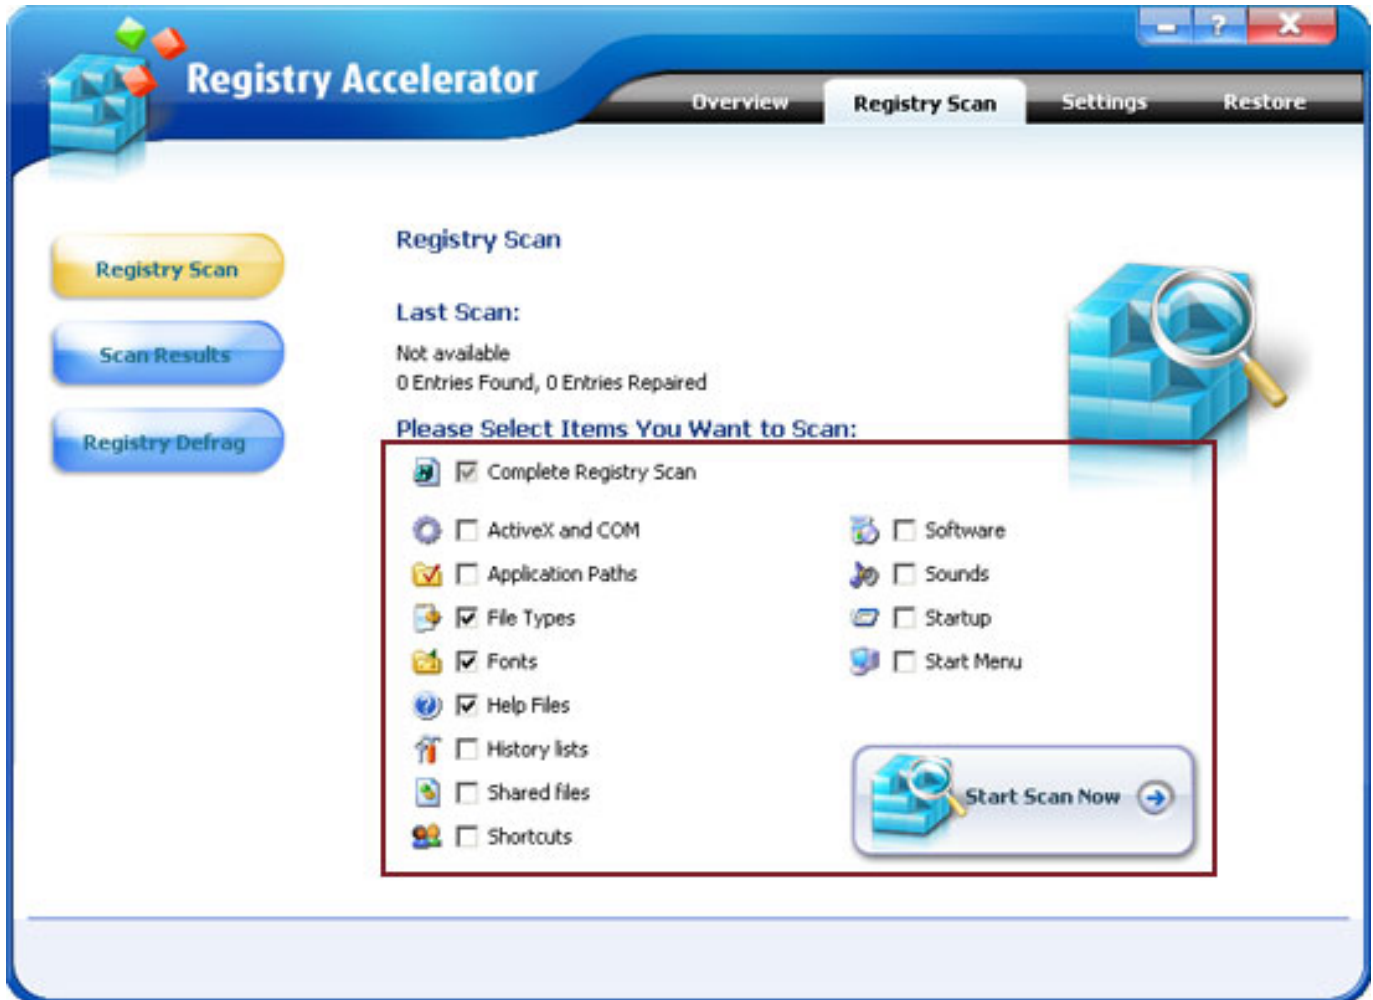 Registry Accelerator
Overview
Registry Scan
Settings
Restore
Registry Scan
Scan Results
Registry Defrag
Registry Scan
Last Scan:
Not available
0 Entries Found, 0 Entries Repaired
Please Select Items You Want to Scan:
Complete Registry Scan
ActiveX and COM
Application Paths
File Types
Fonts
Help Files
History lists
Shared files
Shortcuts
Software
Sounds
Startup
Start Menu
Start Scan Now